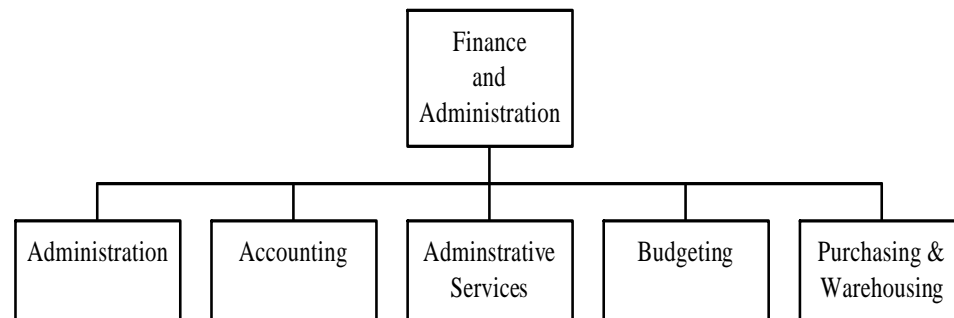 Finance
and
Administration
Administration
Accounting
Adminstrative
Services
Budgeting
Purchasing &
Warehousing